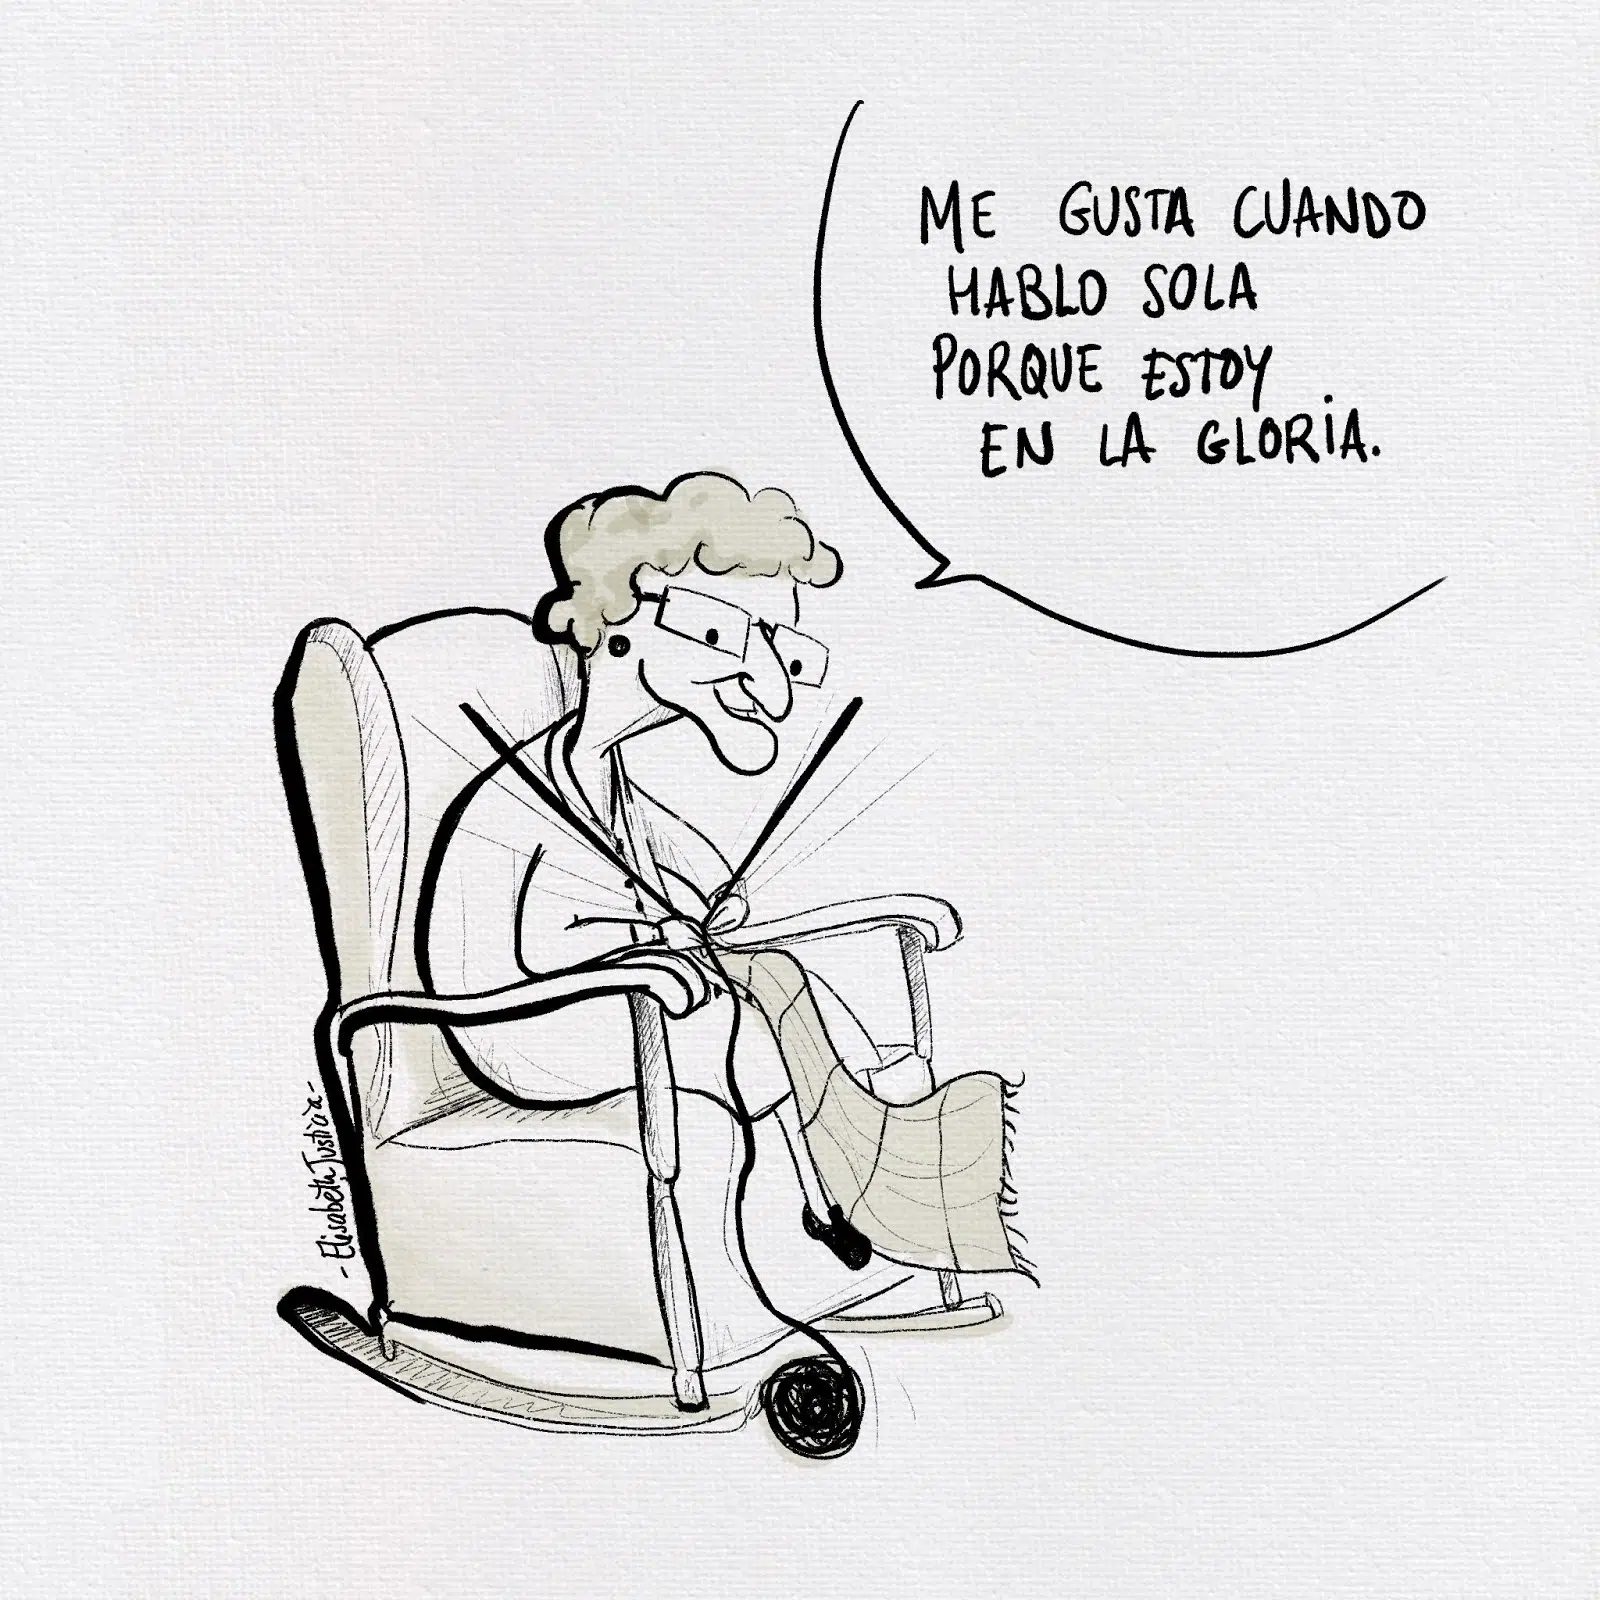 ME GUSTA CUANDO
HABLO SOLA
PORQUE ESTOY
EN LA GLORIA.
- Elisabeth Justicia -